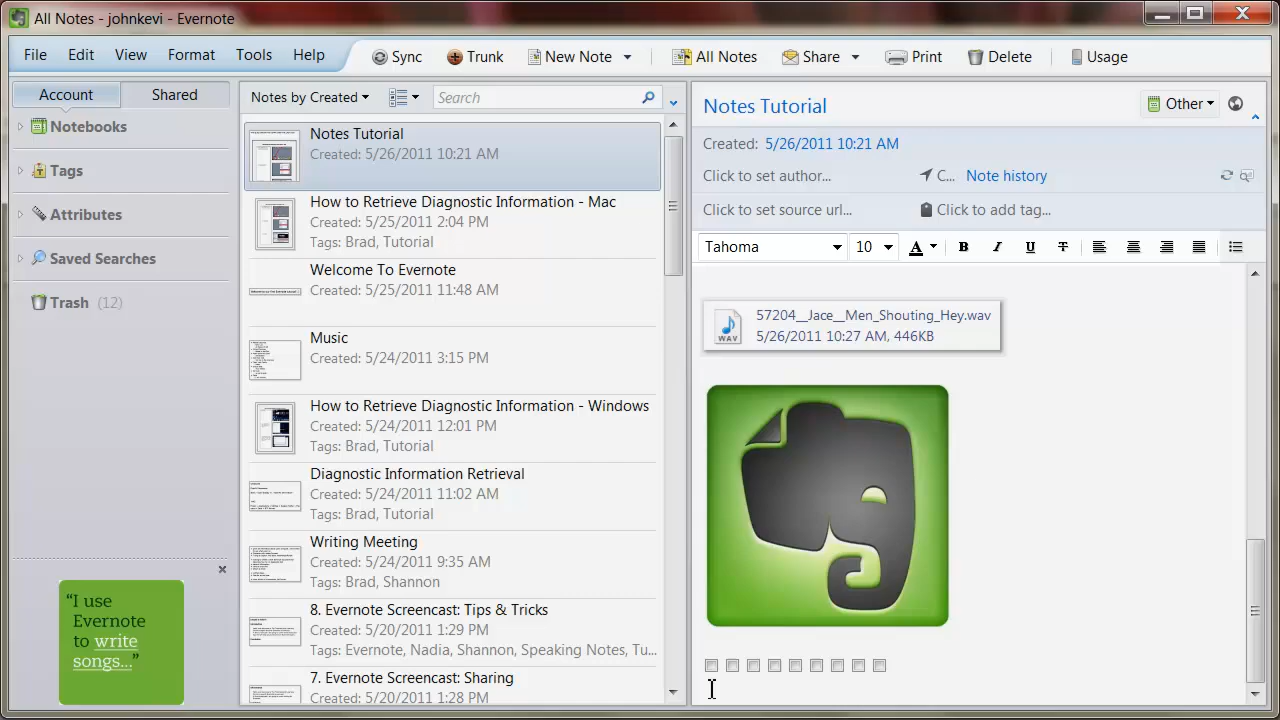 All Notes - johnkevi - Evernote
File Edit View Format Tools Help Sync Trunk New Note All Notes Share Print Delete Usage
Account Shared
Notebooks
Tags
Attributes
Saved Searches
Trash (12)
“I use
Evernote
to write
songs...”
Notes by Created Search
Notes Tutorial
Created: 5/26/2011 10:21 AM
How to Retrieve Diagnostic Information - Mac
Created: 5/25/2011 2:04 PM
Tags: Brad, Tutorial
Welcome To Evernote
Created: 5/25/2011 11:48 AM
Music
Created: 5/24/2011 3:15 PM
How to Retrieve Diagnostic Information - Windows
Created: 5/24/2011 12:01 PM
Tags: Brad, Tutorial
Diagnostic Information Retrieval
Created: 5/24/2011 11:02 AM
Tags: Brad, Tutorial
Writing Meeting
Created: 5/24/2011 9:35 AM
Tags: Brad, Shannon
8. Evernote Screencast: Tips & Tricks
Created: 5/20/2011 1:29 PM
Tags: Evernote, Nadia, Shannon, Speaking Notes, Tu...
7. Evernote Screencast: Sharing
Created: 5/20/2011 1:28 PM
Notes Tutorial Other
Created: 5/26/2011 10:21 AM
Click to set author... C... Note history
Click to set source url... Click to add tag...
Tahoma 10 A B I U T
57204__Jace__Men_Shouting_Hey.wav
WAV 5/26/2011 10:27 AM, 446KB